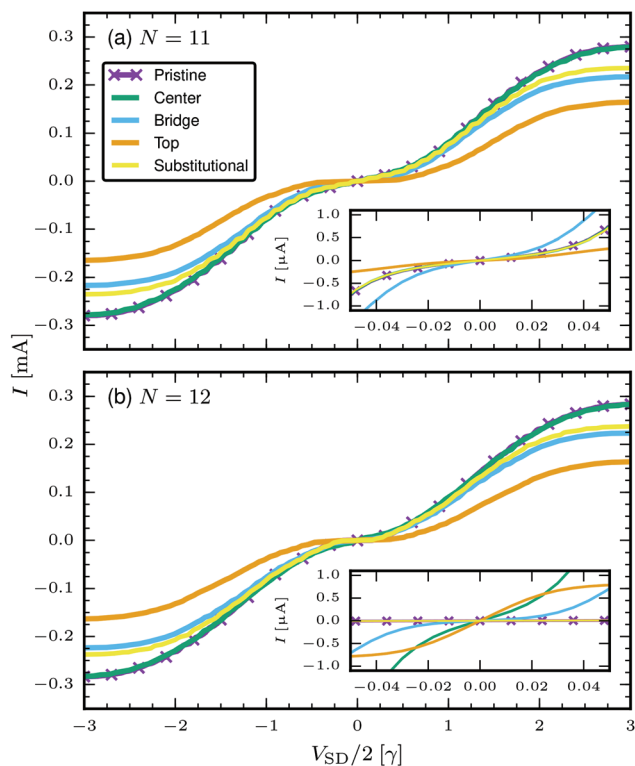 (a) N = 11
Pristine
Center
Bridge
Top
Substitutional
0.3
0.2
0.1
0.0
−0.1
−0.2
−0.3
I [μA]
1.0
0.5
0.0
−0.5
−1.0
−0.04 −0.02 0.00 0.02 0.04
I [mA]
(b) N = 12
0.3
0.2
0.1
0.0
−0.1
−0.2
−0.3
I [μA]
1.0
0.5
0.0
−0.5
−1.0
−0.04 −0.02 0.00 0.02 0.04
−3 −2 −1 0 1 2 3
V_SD/2 [γ]